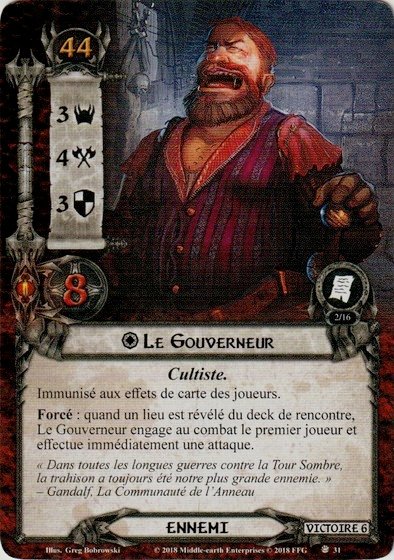 44
3
4
3
8
2/16
Le Gouverneur
Cultiste.
Immunisé aux effets de carte des joueurs.
Forcé : quand un lieu est révélé du deck de rencontre,
Le Gouverneur engage au combat le premier joueur et
effectue immédiatement une attaque.
« Dans toutes les longues guerres contre la Tour Sombre,
la trahison a toujours été notre plus grande ennemie. »
– Gandalf, La Communauté de l'Anneau
ENNEMI
VICTOIRE 6
Illus. Greg Bobrowski © 2018 Middle-earth Enterprises © 2018 FFG 31